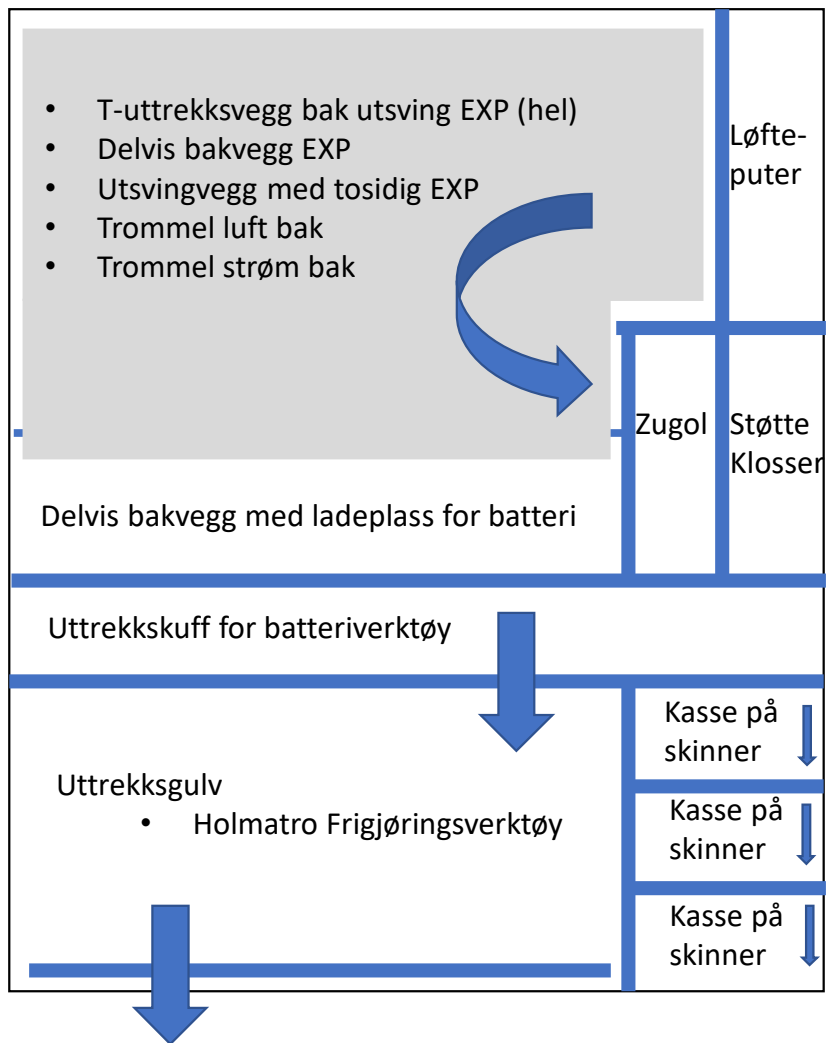 • T-uttrekksvegg bak utsving EXP (hel)
• Delvis bakvegg EXP
• Utsvingvegg med tosidig EXP
• Trommel luft bak
• Trommel strøm bak
Løfte-
puter
Zugol
Støtte
Klosser
Delvis bakvegg med ladeplass for batteri
Uttrekkskuff for batteriverktøy
Uttrekksgulv
• Holmatro Frigjøringsverktøy
Kasse på
skinner
Kasse på
skinner
Kasse på
skinner